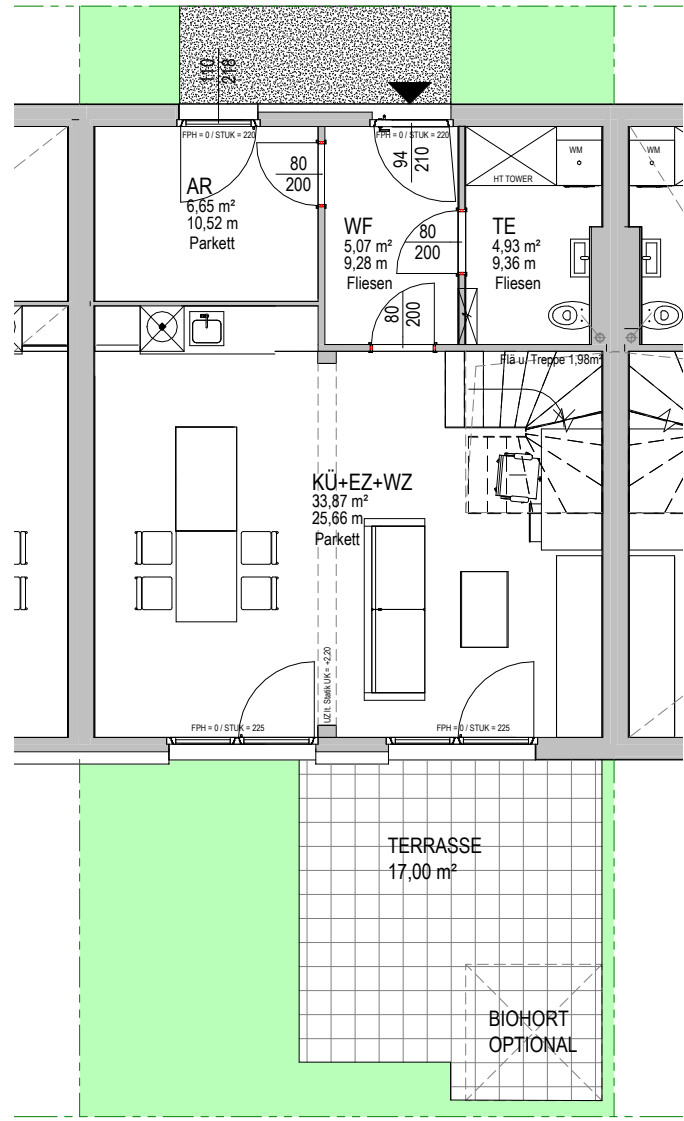 110
218
FPH = 0 / STUK = 220
FPH = 0 / STUK = 220
80
200
94
210
WM
WM
HT TOWER
AR
6,65 m²
10,52 m
Parkett
WF
5,07 m²
9,28 m
Fliesen
80
200
TE
4,93 m²
9,36 m
Fliesen
80
200
Flä u. Treppe 1,98m²
KÜ+EZ+WZ
33,87 m²
25,66 m
Parkett
UZ lt. Statik UK = +2,20
FPH = 0 / STUK = 225
FPH = 0 / STUK = 225
TERRASSE
17,00 m²
BIOHORT
OPTIONAL